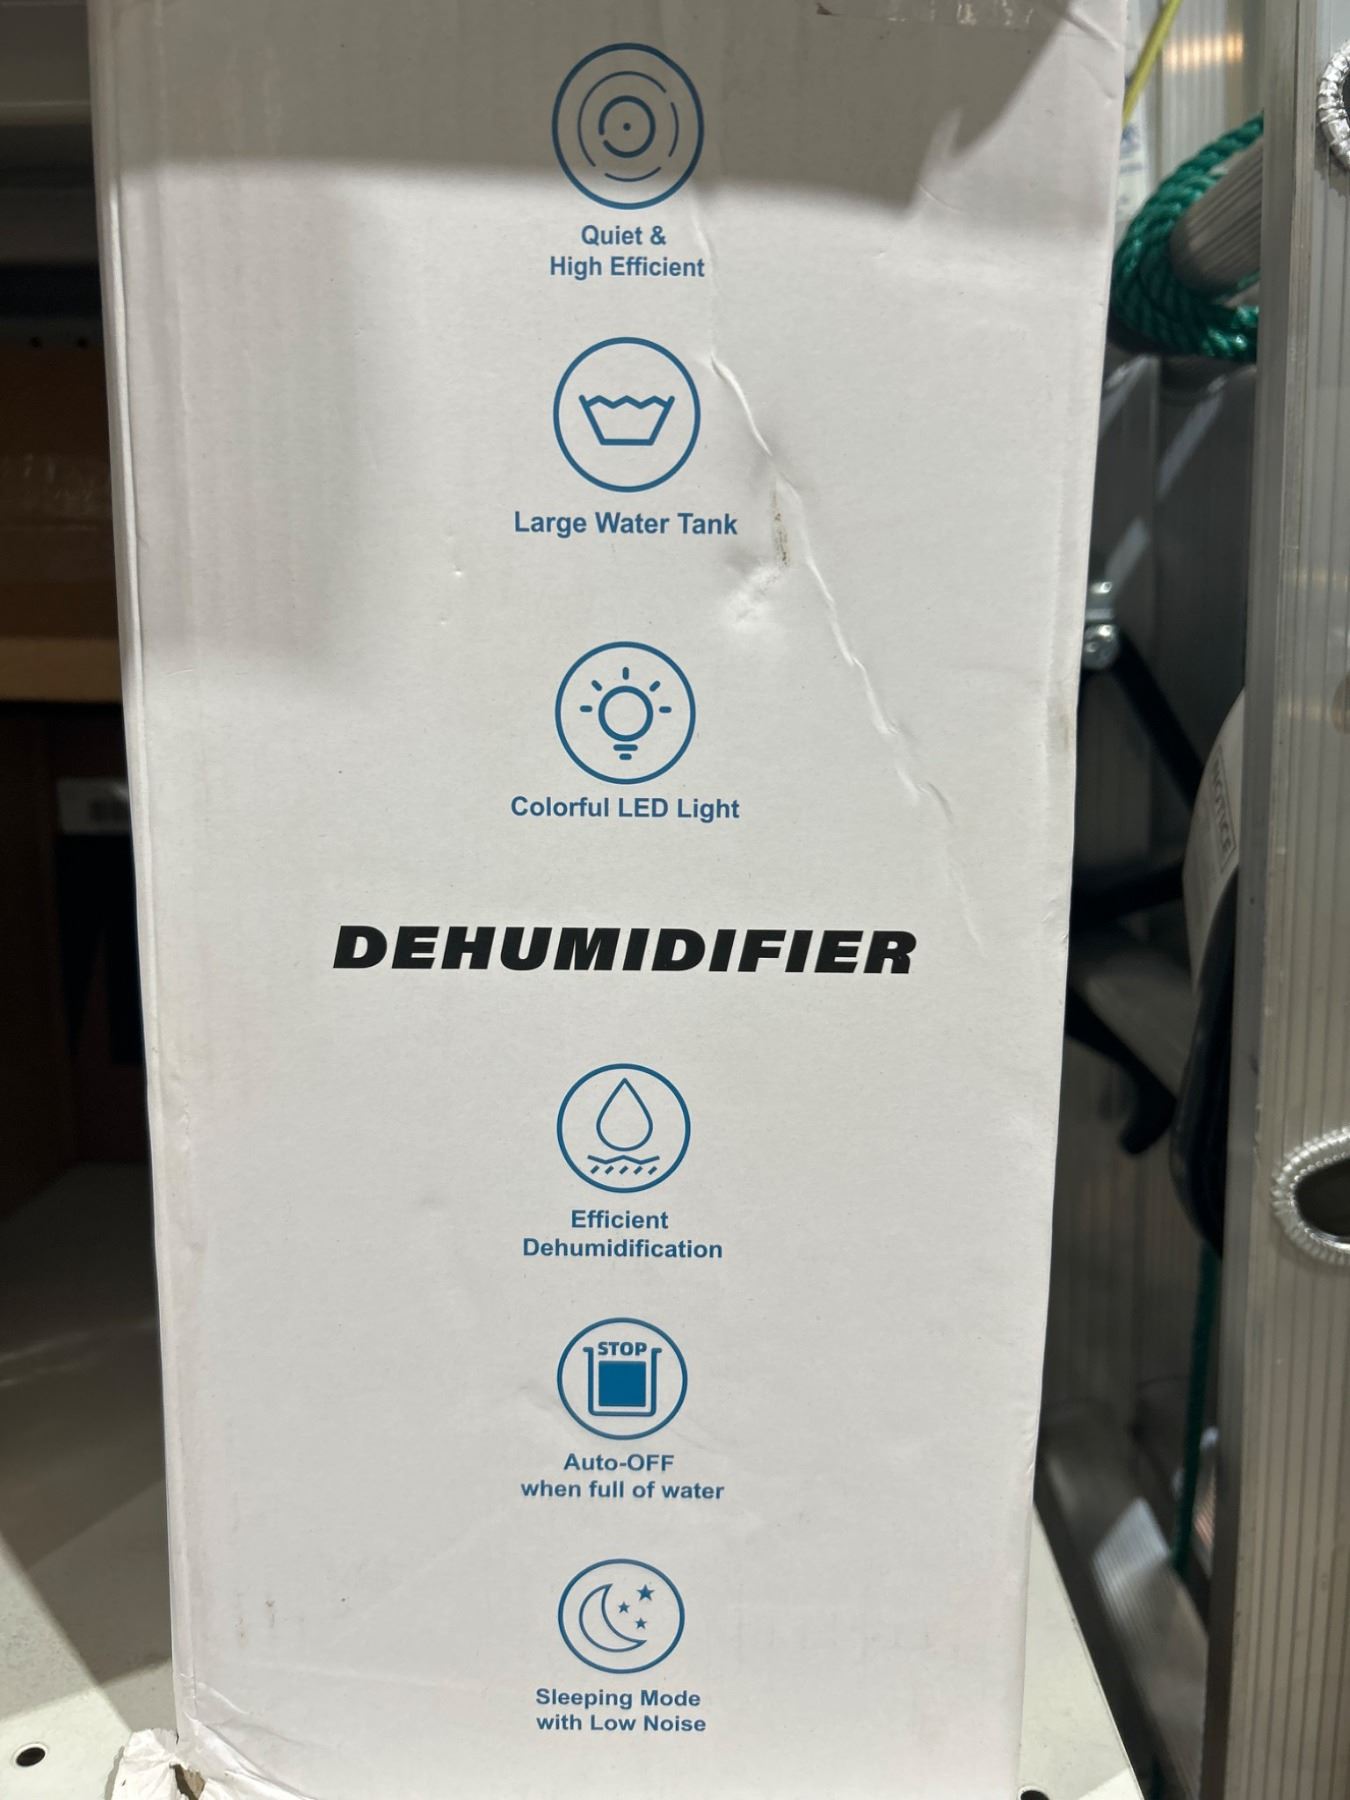 Quiet &
High Efficient
Large Water Tank
Colorful LED Light
DEHUMIDIFIER
Efficient
Dehumidification
STOP
Auto-OFF
when full of water
Sleeping Mode
with Low Noise
NOTICE